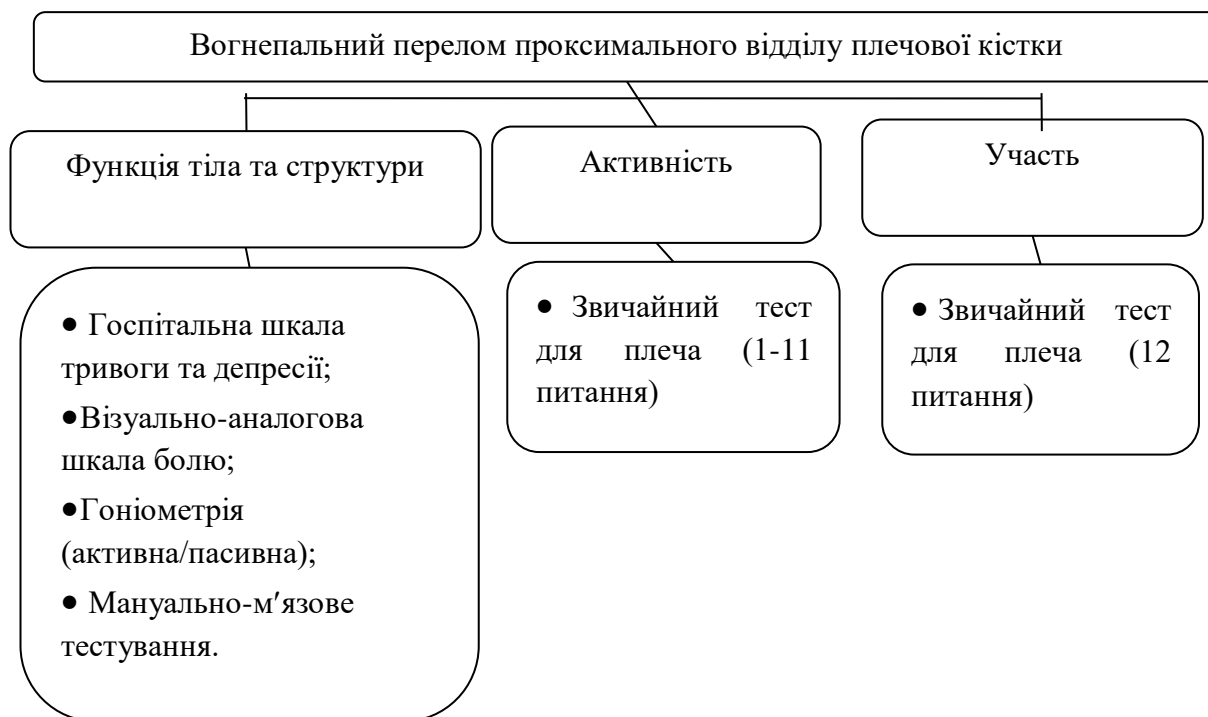 Вогнепальний перелом проксимального відділу плечової кістки
Функція тіла та структури
Активність
Участь
• Госпітальна шкала
тривоги та депресії;
•Візуально-аналогова
шкала болю;
•Гоніометрія
(активна/пасивна);
• Мануально-м′язове
тестування.
• Звичайний тест
для плеча (1-11
питання)
• Звичайний тест
для плеча (12
питання)